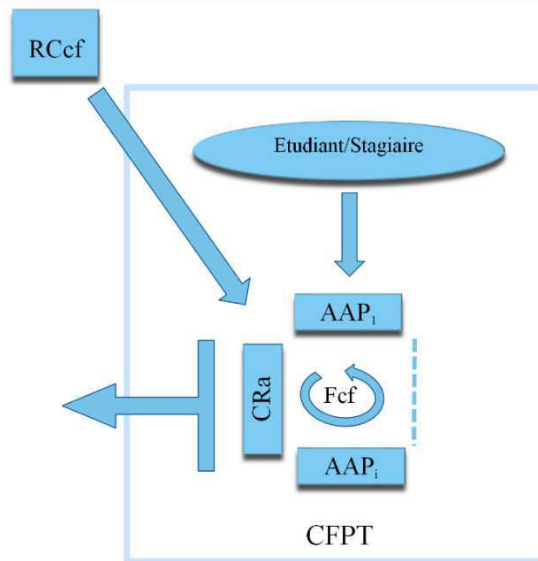 RCcf
Etudiant/Stagiaire
AAP₁
CRa
Fcf
AAPᵢ
CFPT